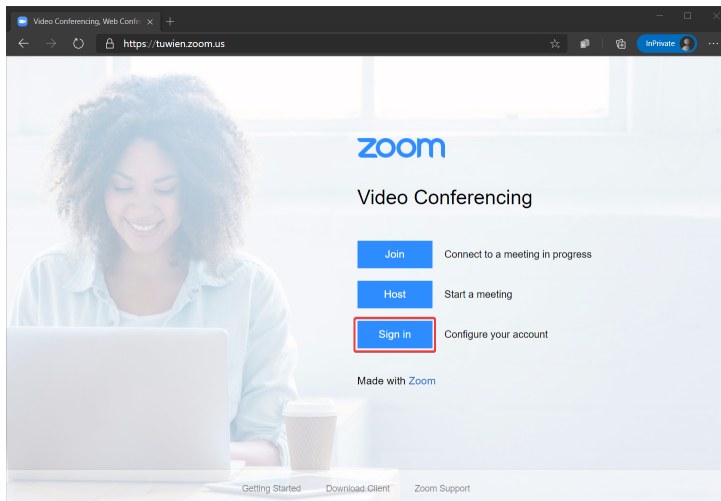 Video Conferencing, Web Confe
https://tuwien.zoom.us
InPrivate
zoom
Video Conferencing
Join
Connect to a meeting in progress
Host
Start a meeting
Sign in
Configure your account
Made with Zoom
Getting Started
Download Client
Zoom Support